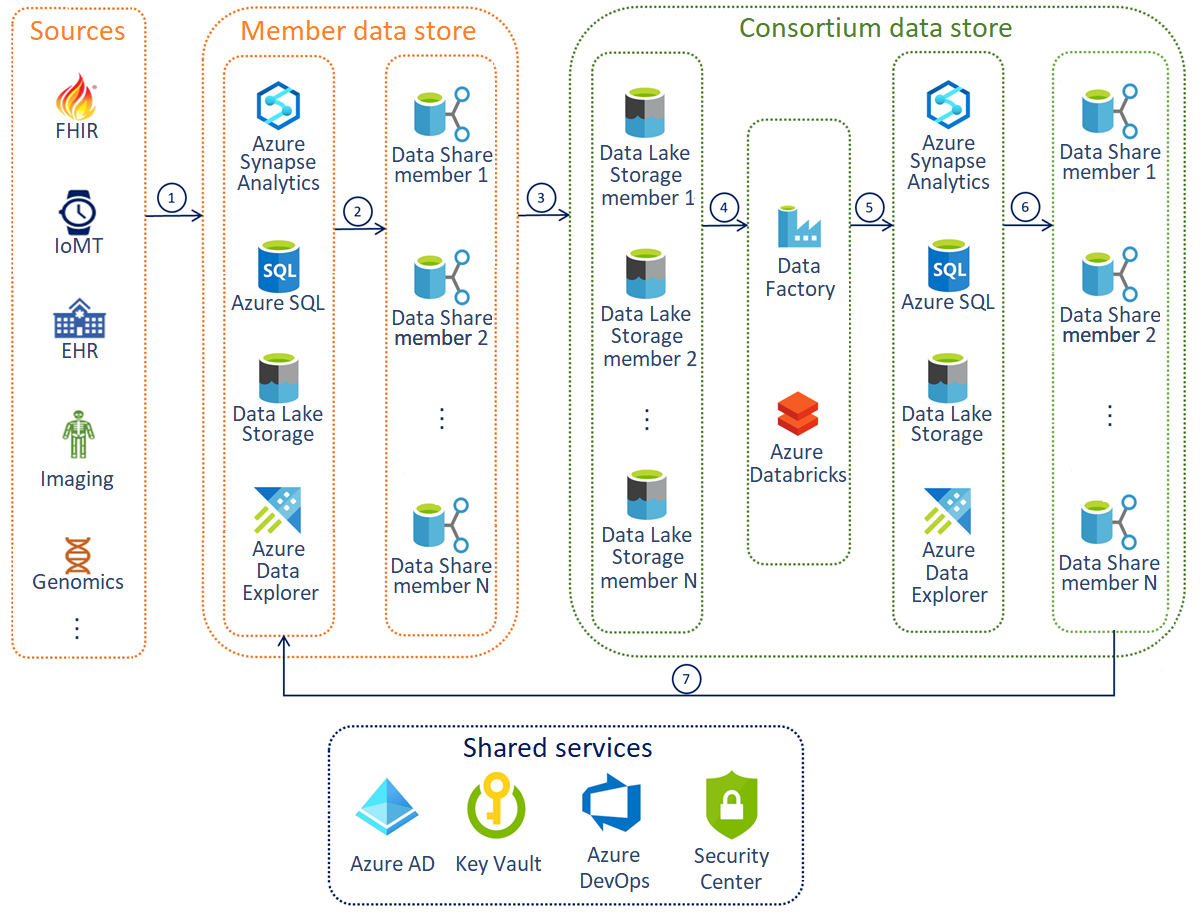 Sources
FHIR
IoMT
EHR
Imaging
Genomics
⋮
1
Member data store
Azure
Synapse
Analytics
SQL
Azure SQL
Data Lake
Storage
Azure
Data
Explorer
2
Data Share
member 1
Data Share
member 2
⋮
Data Share
member N
3
Consortium data store
Data Lake
Storage
member 1
Data Lake
Storage
member 2
⋮
Data Lake
Storage
member N
4
Data
Factory
Azure
Databricks
5
Azure
Synapse
Analytics
SQL
Azure SQL
Data Lake
Storage
Azure
Data
Explorer
6
Data Share
member 1
Data Share
member 2
⋮
Data Share
member N
7
Shared services
Azure AD
Key Vault
Azure
DevOps
Security
Center